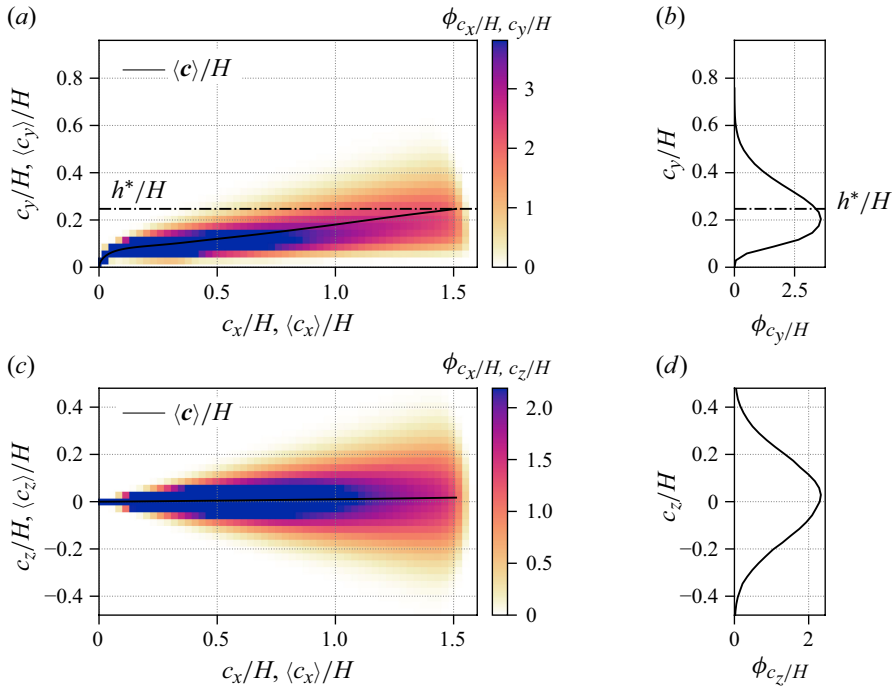 (a)
ϕ_{c_x/H, c_y/H}
(b)
⟨c⟩/H
h*/H
c_y/H, ⟨c_y⟩/H
0.8
0.6
0.4
0.2
0
0 0.5 1.0 1.5
c_x/H, ⟨c_x⟩/H
3
2
1
0
c_y/H
0.8
0.6
0.4
0.2
0
h*/H
0 2.5
ϕ_{c_y/H}
(c)
ϕ_{c_x/H, c_z/H}
(d)
⟨c⟩/H
c_z/H, ⟨c_z⟩/H
0.4
0.2
0
−0.2
−0.4
0 0.5 1.0 1.5
c_x/H, ⟨c_x⟩/H
2.0
1.5
1.0
0.5
0
c_z/H
0.4
0.2
0
−0.2
−0.4
0 2
ϕ_{c_z/H}